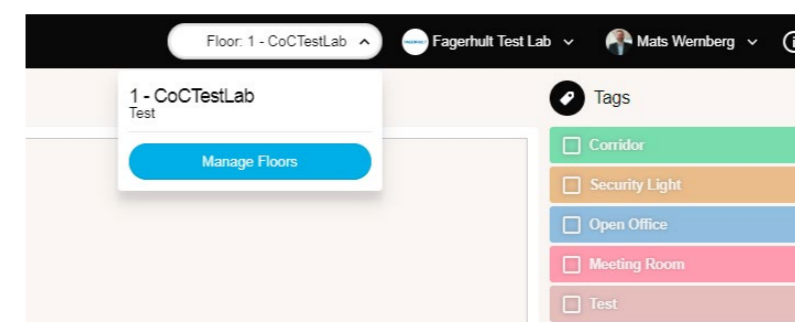 Floor: 1 - CoCTestLab
Fagerhult Test Lab
Mats Wernberg
1 - CoCTestLab
Test
Manage Floors
Tags
Corridor
Security Light
Open Office
Meeting Room
Test